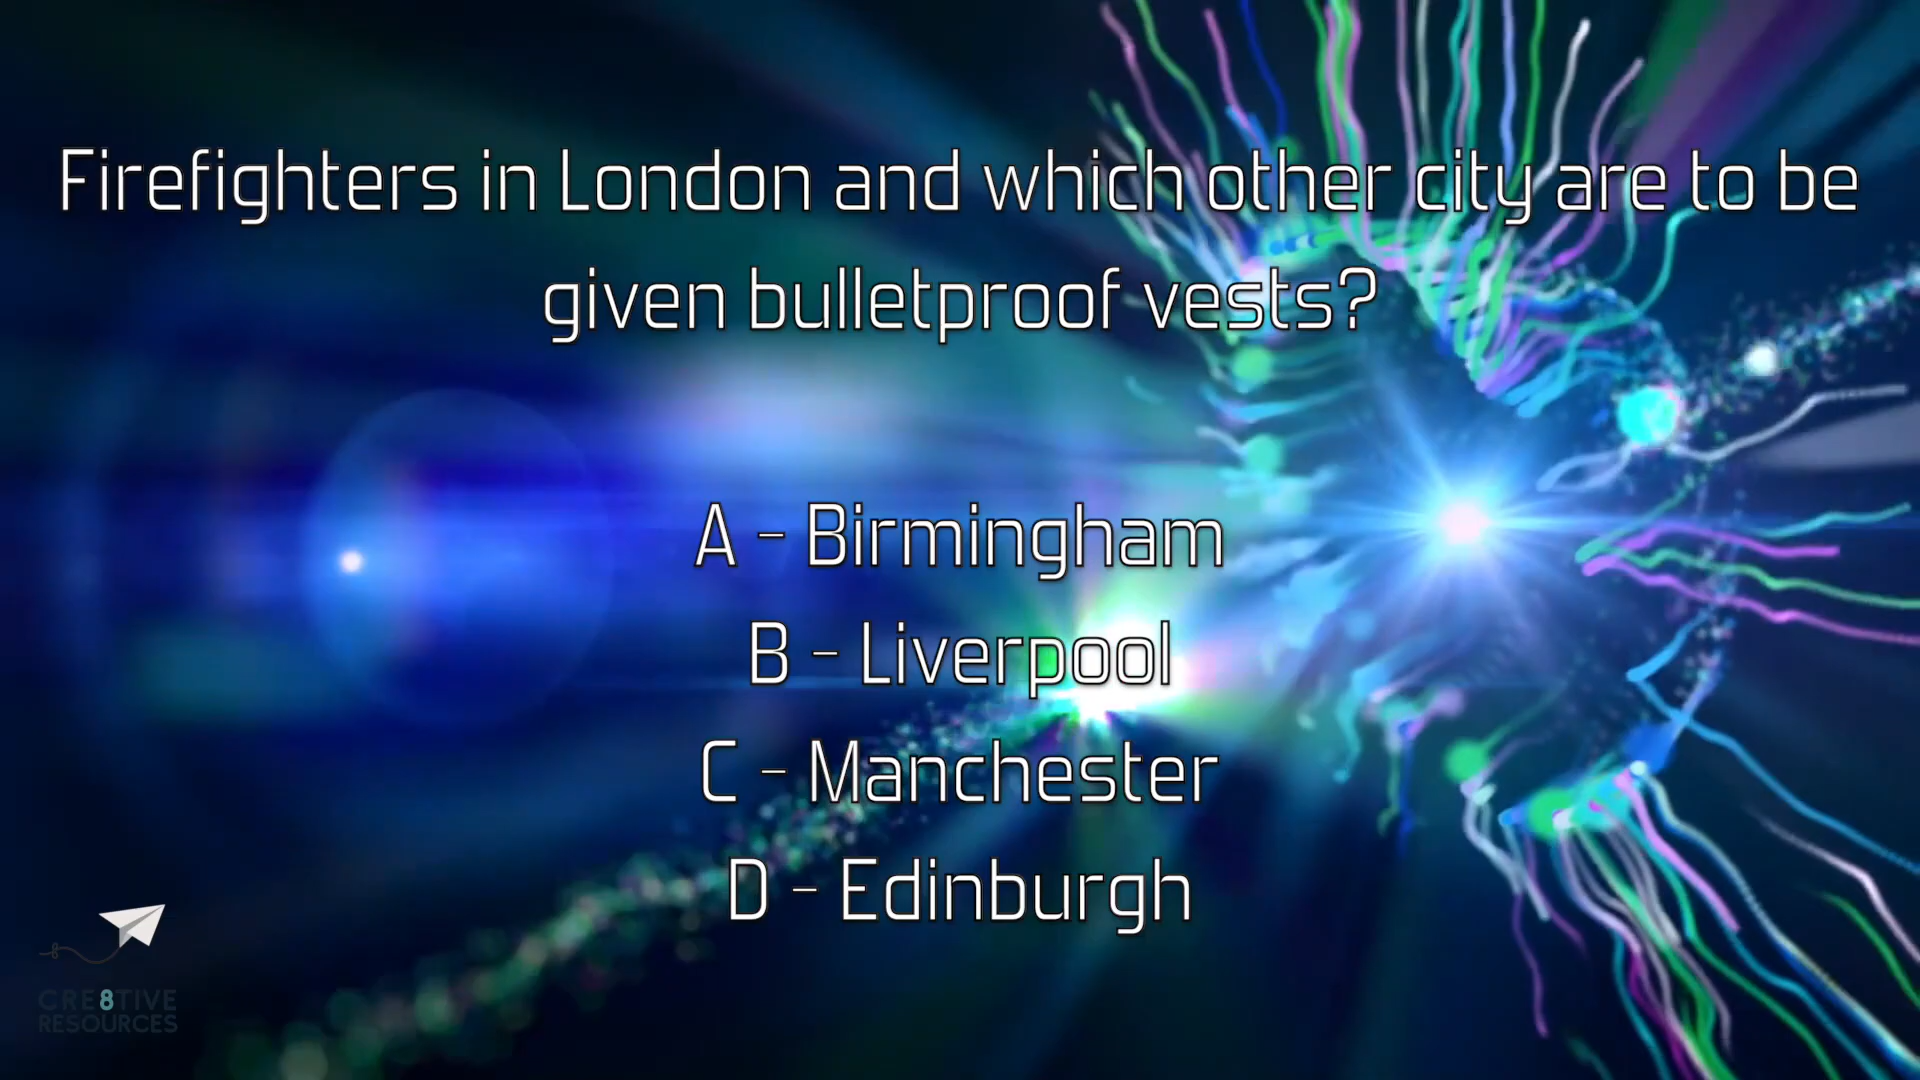 Firefighters in London and which other city are to be
given bulletproof vests?
A - Birmingham
B - Liverpool
C - Manchester
D - Edinburgh
CRE8TIVE
RESOURCES